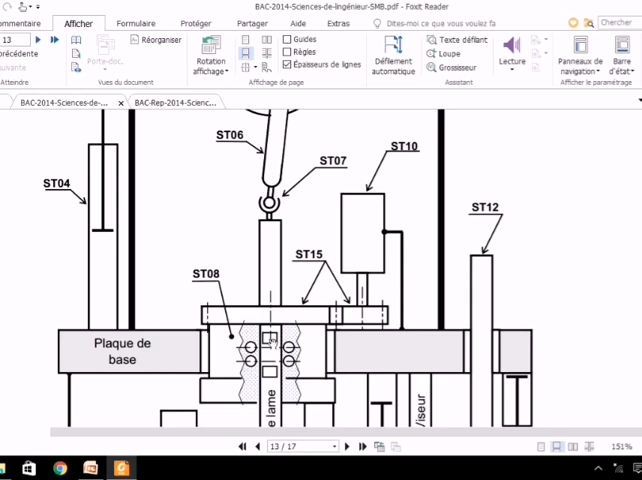 BAC-2014-Sciences-de-Ingénieur-SMB.pdf - Foxit Reader
ommentaire Afficher Formulaire Protéger Partager Aide Extras Dites-moi ce que vous voulez fa Chercher
13
récédente
uivante
Atteindre
Porte-doc.
Réorganiser
Vues du document
Rotation
affichage
Guides
Règles
Épaisseurs de lignes
Affichage de page
Défilement
automatique
Texte défilant
Loupe
Grossisseur
Assistant
Lecture
Panneaux de
navigation
Barre
d'état
Afficher le paramétrage
BAC-2014-Sciences-de-... × BAC-Rep-2014-Scienc...
ST06
ST07
ST10
ST04
ST12
ST15
ST08
Plaque de
base
e lame
Viseur
13 / 17
151%